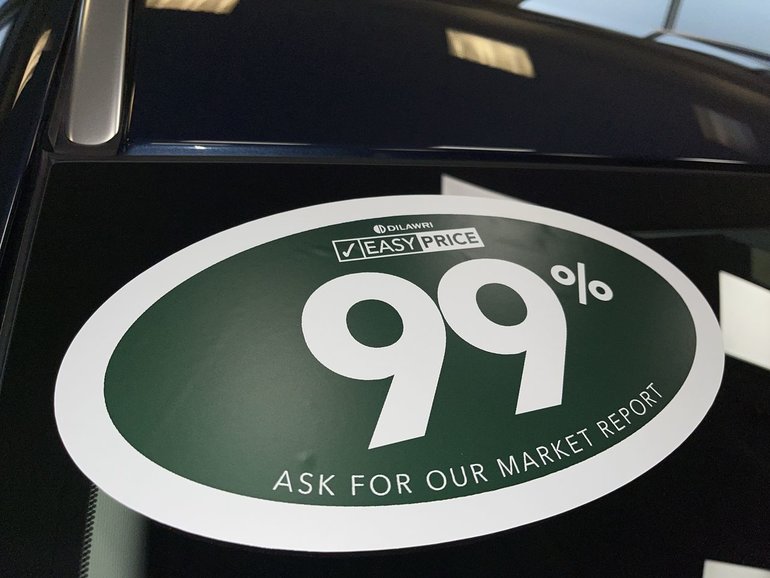 DILAWRI
✓ EASY PRICE
99%
ASK FOR OUR MARKET REPORT